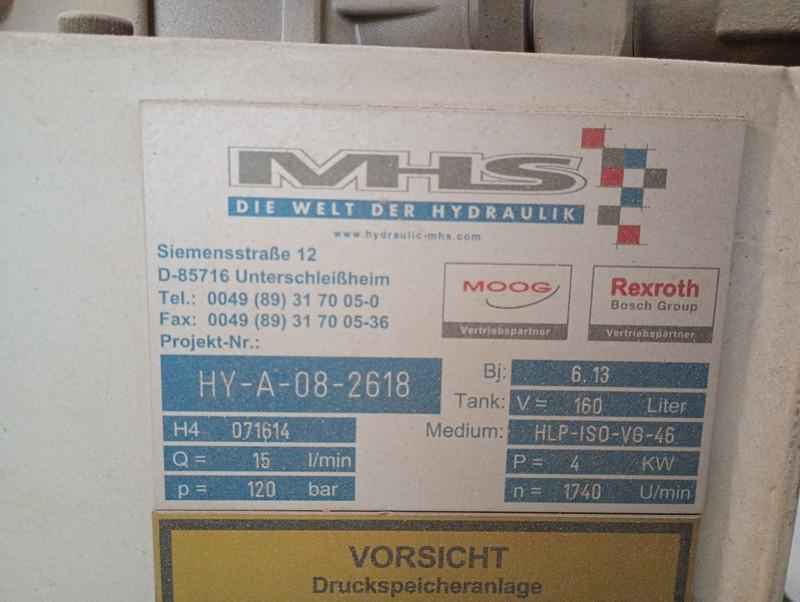 MHS
DIE WELT DER HYDRAULIK
www.hydraulic-mhs.com
Siemensstraße 12
D-85716 Unterschleißheim
Tel.: 0049 (89) 31 70 05-0
Fax: 0049 (89) 31 70 05-36
MOOG
Vertriebspartner
Rexroth
Bosch Group
Vertriebspartner
Projekt-Nr.:
HY-A-08-2618
H4 071614
Q = 15 l/min
p = 120 bar
Bj: 6.13
Tank: V = 160 Liter
Medium: HLP-ISO-VG-46
P = 4 KW
n = 1740 U/min
VORSICHT
Druckspeicheranlage